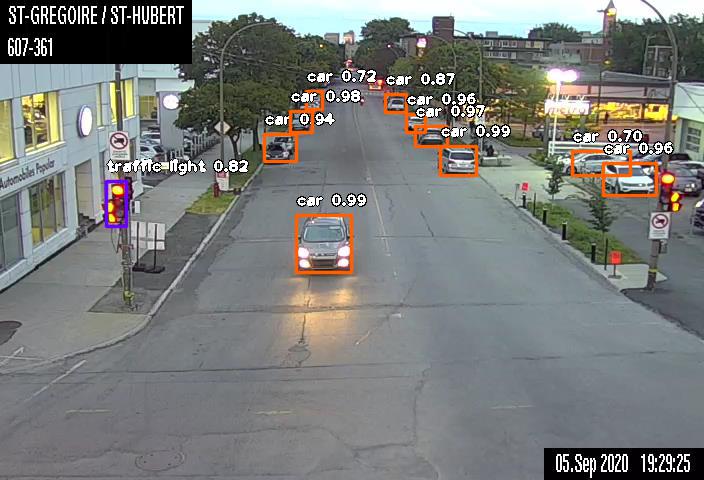 ST-GREGOIRE / ST-HUBERT
607-361
car 0.72
car 0.87
car 0.98
car 0.96
car 0.94
car 0.97
car 0.99
car 0.70
car 0.96
traffic light 0.82
Automobiles Popular
car 0.99
05.Sep 2020 19:29:25